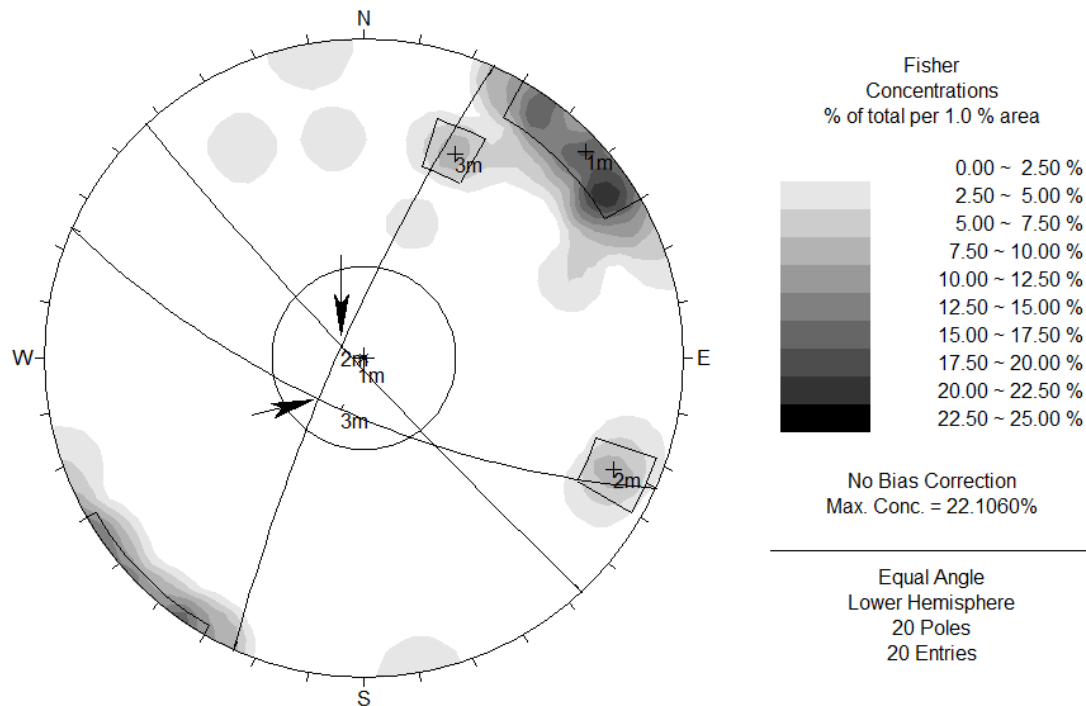 N
W
E
S
1m
3m
2m
1m
3m
2m
Fisher
Concentrations
% of total per 1.0 % area
0.00 ~ 2.50 %
2.50 ~ 5.00 %
5.00 ~ 7.50 %
7.50 ~ 10.00 %
10.00 ~ 12.50 %
12.50 ~ 15.00 %
15.00 ~ 17.50 %
17.50 ~ 20.00 %
20.00 ~ 22.50 %
22.50 ~ 25.00 %
No Bias Correction
Max. Conc. = 22.1060%
Equal Angle
Lower Hemisphere
20 Poles
20 Entries